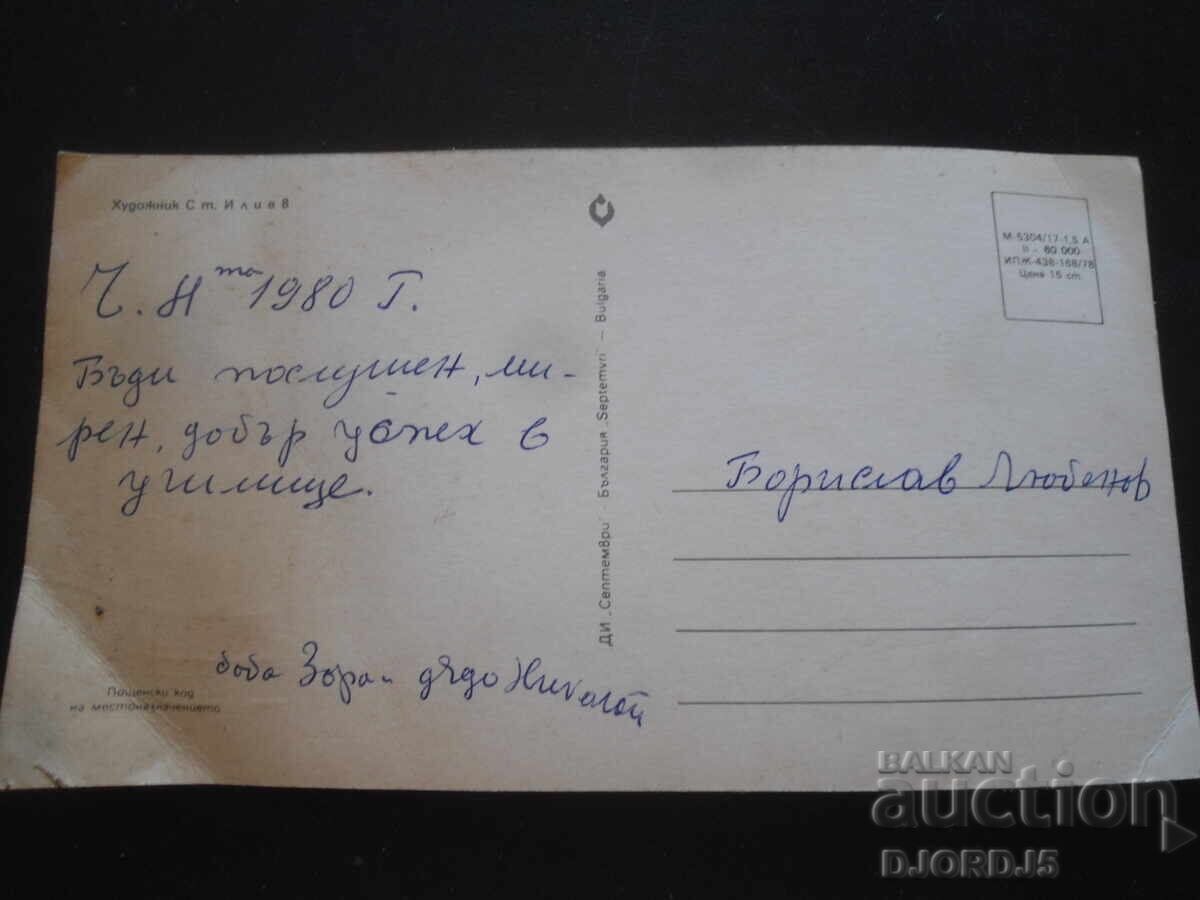 Художник Ст. Илиев
Ч. Н та 1980 Г.
Бъди послушен, ми-
рен, добър успех в
училище.
баба Зора и дядо Николай
Пощенски код
на местоназначението
ДИ „Септември" - България „Septemvri" — Bulgaria
М-5304/17-1,5 А
II - 60 000
ИПЖ-438-168/78
Цена 15 ст.
Борислав Любенов
BALKAN
auction
DJORDJ5